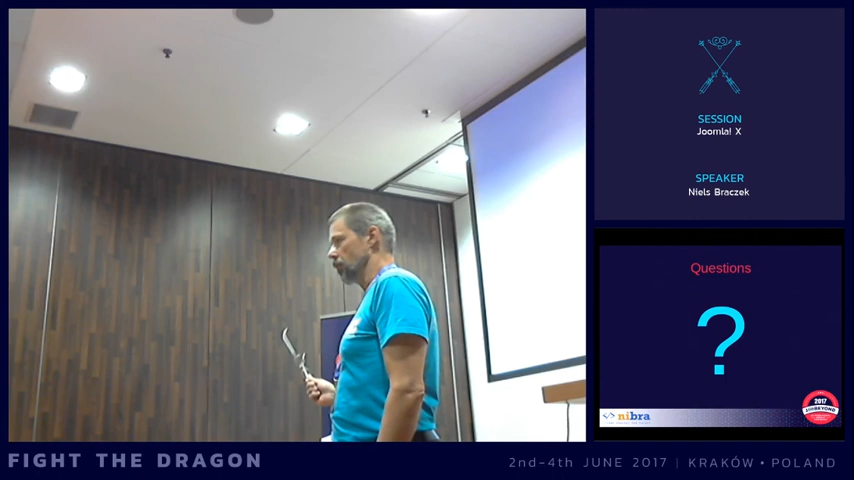 SESSION
Joomla! X
SPEAKER
Niels Braczek
Questions
?
nibra
2017
FIGHT THE DRAGON
2nd-4th JUNE 2017 | KRAKÓW • POLAND